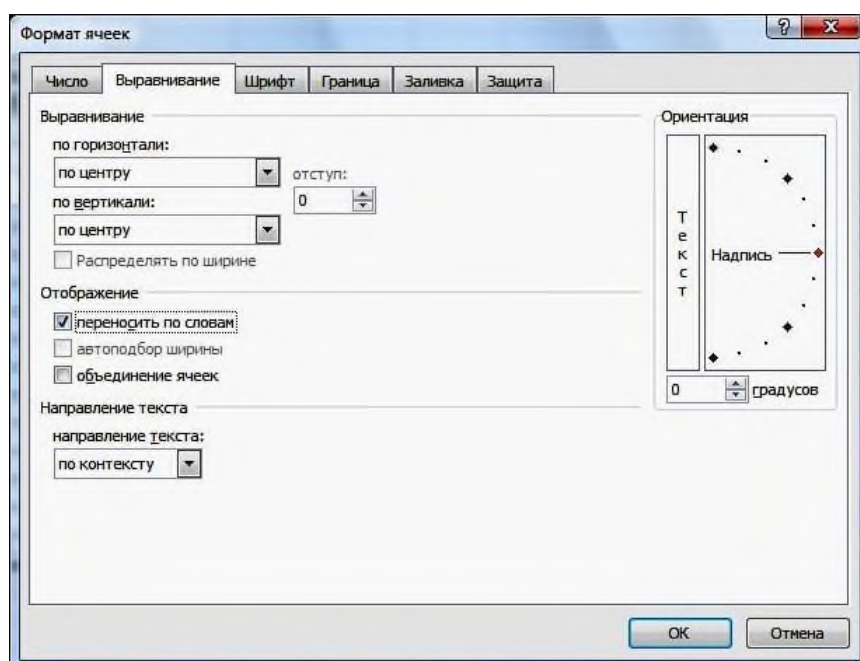 Формат ячеек
Число Выравнивание Шрифт Граница Заливка Защита
Выравнивание
по горизонтали:
по центру
отступ:
0
по вертикали:
по центру
Распределять по ширине
Отображение
переносить по словам
автоподбор ширины
объединение ячеек
Направление текста
направление текста:
по контексту
Ориентация
Текст
Надпись
0 градусов
ОК Отмена